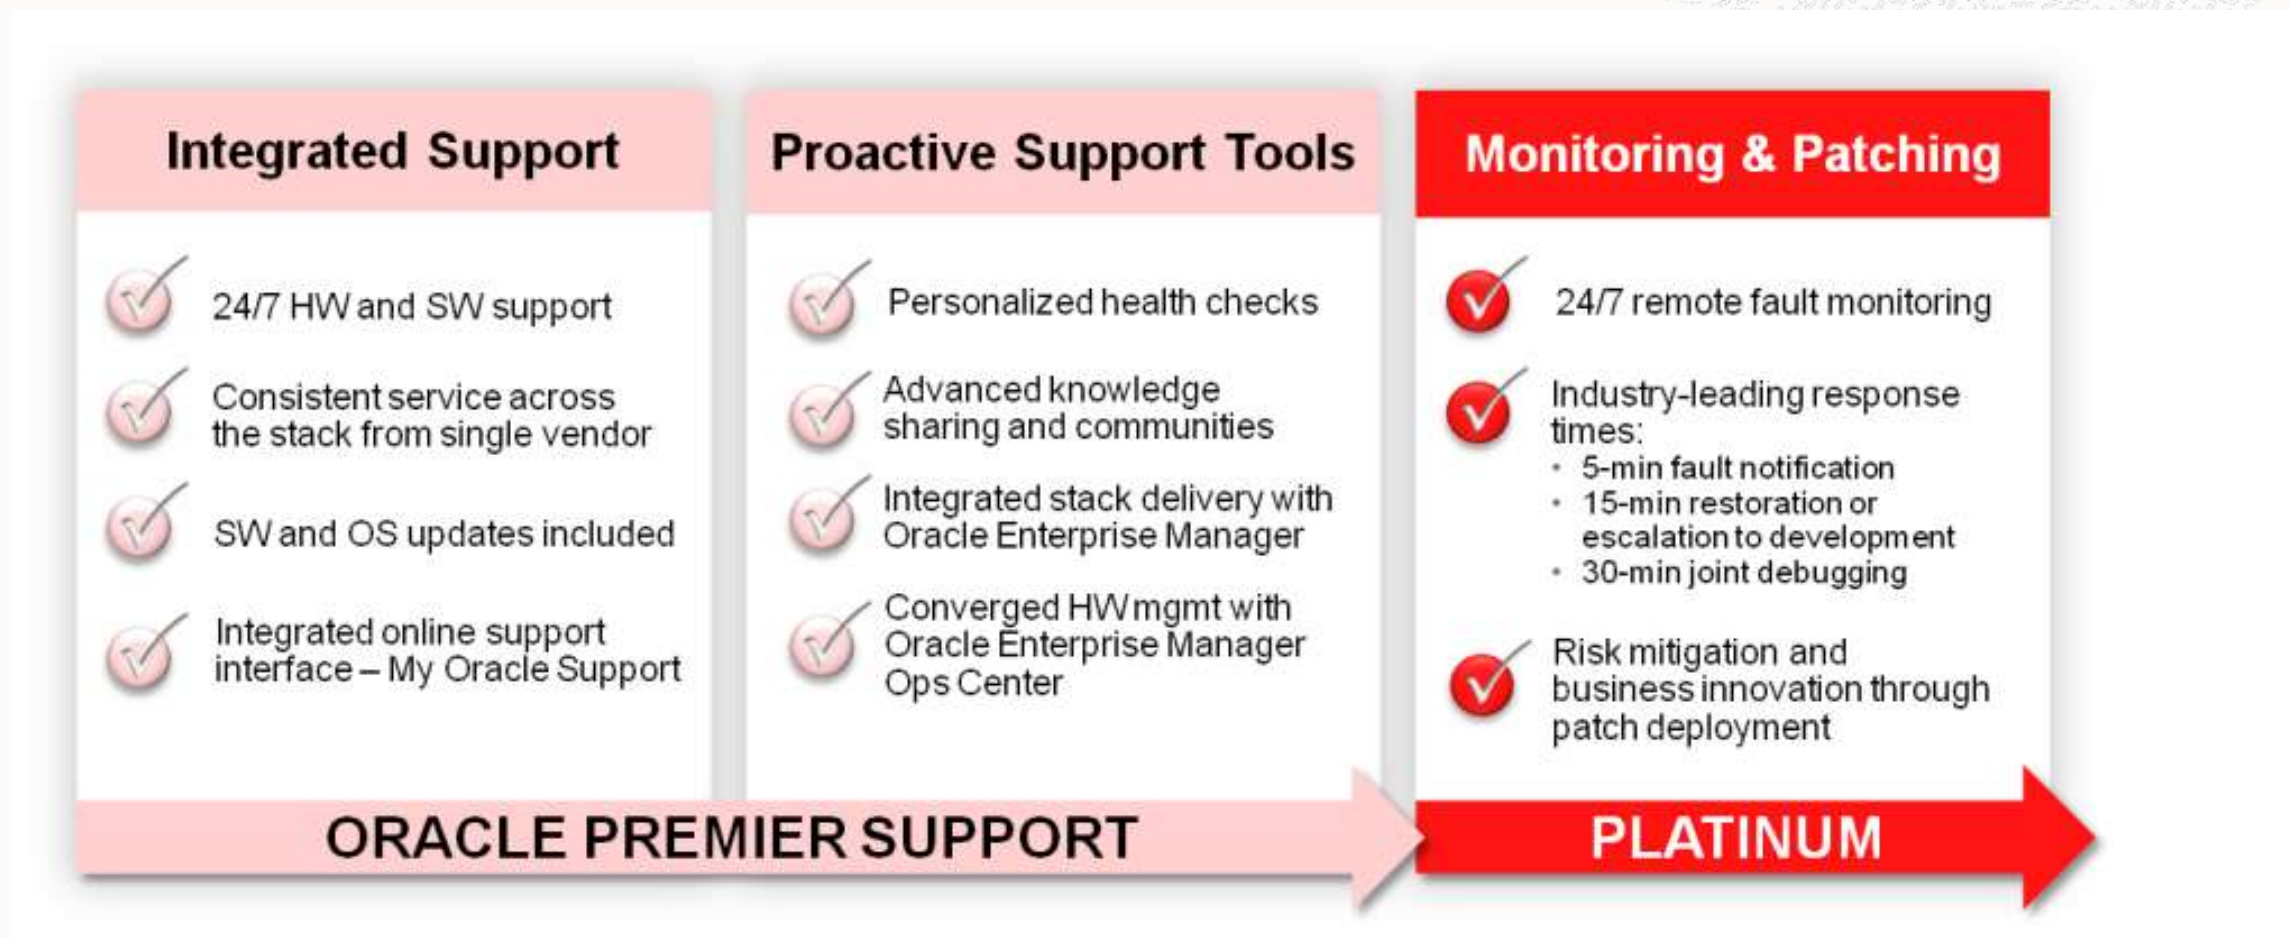 Integrated Support
24/7 HW and SW support
Consistent service across
the stack from single vendor
SW and OS updates included
Integrated online support
interface – My Oracle Support
Proactive Support Tools
Personalized health checks
Advanced knowledge
sharing and communities
Integrated stack delivery with
Oracle Enterprise Manager
Converged HW mgmt with
Oracle Enterprise Manager
Ops Center
ORACLE PREMIER SUPPORT
Monitoring & Patching
24/7 remote fault monitoring
Industry-leading response
times:
• 5-min fault notification
• 15-min restoration or
escalation to development
• 30-min joint debugging
Risk mitigation and
business innovation through
patch deployment
PLATINUM